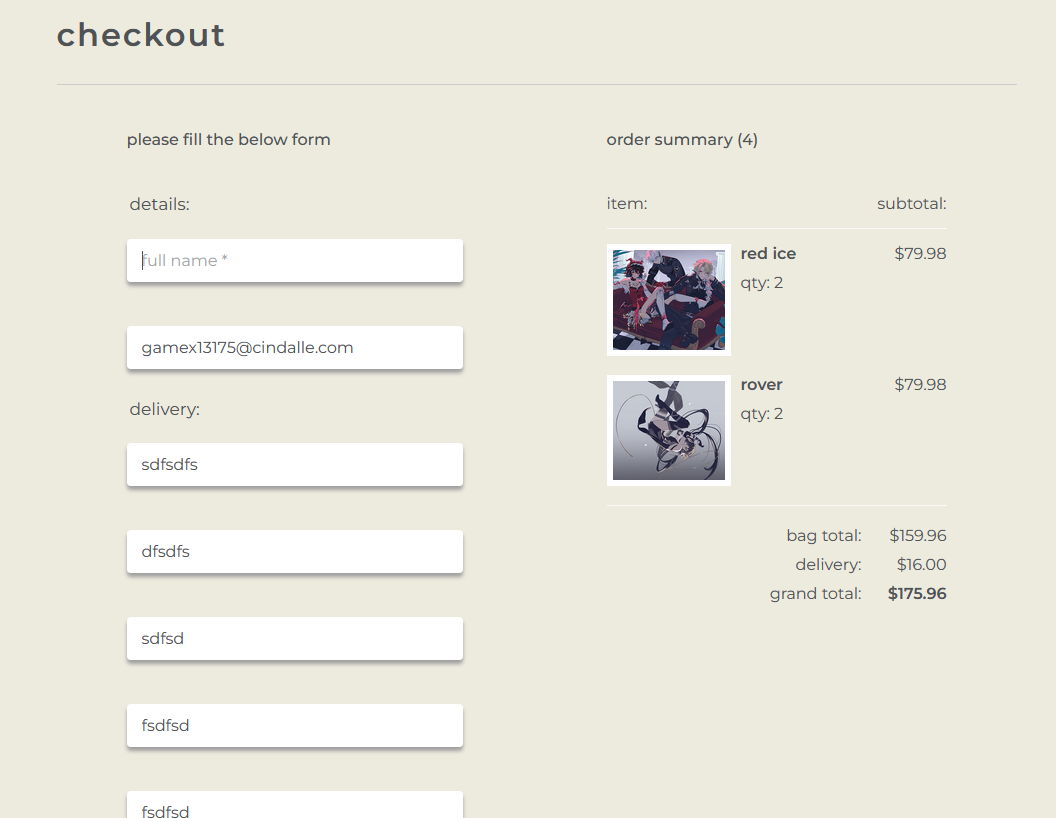 checkout
please fill the below form
details:
full name *
gamex13175@cindalle.com
delivery:
sdfsdfs
dfsdfs
sdfsd
fsdfsd
fsdfsd
order summary (4)
item: subtotal:
red ice $79.98
qty: 2
rover $79.98
qty: 2
bag total: $159.96
delivery: $16.00
grand total: $175.96